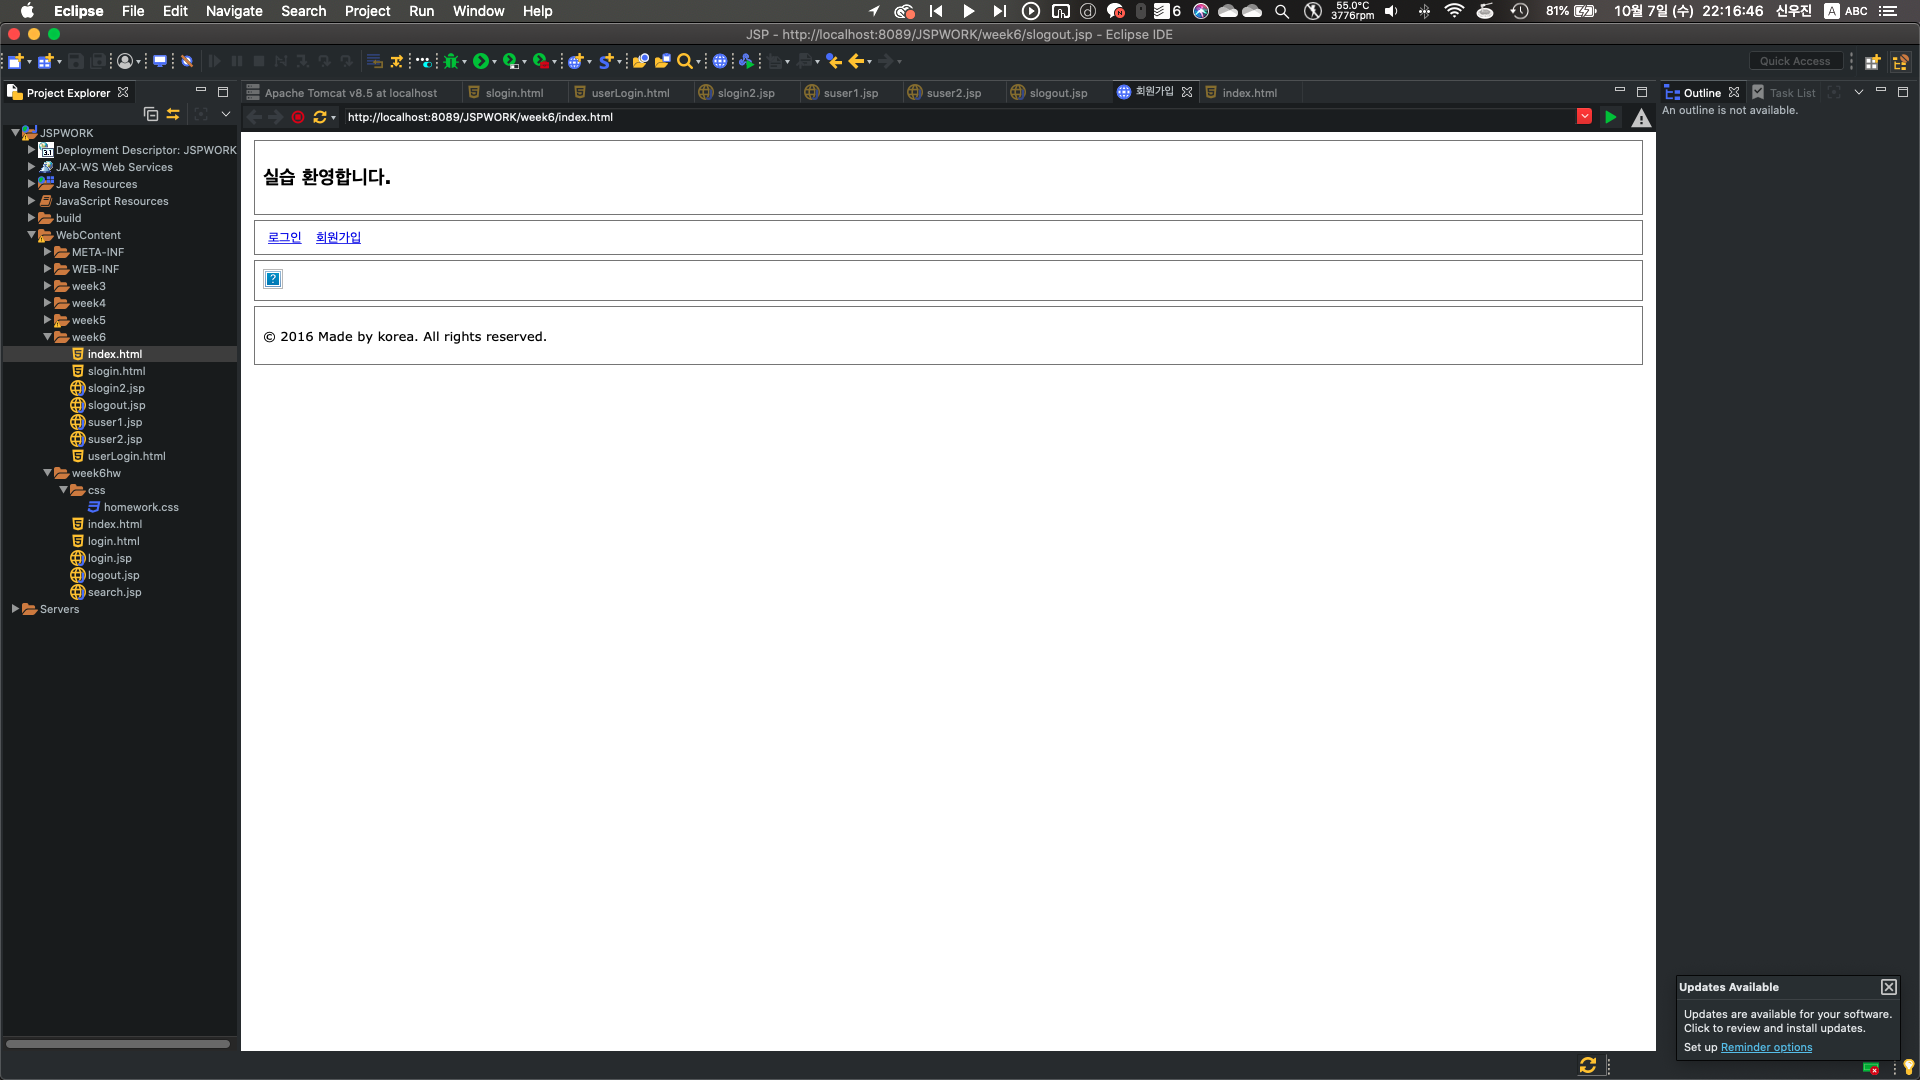 Eclipse File Edit Navigate Search Project Run Window Help
6 55.0°C 3776rpm 81% 10월 7일 (수) 22:16:46 신우진 A ABC
JSP - http://localhost:8089/JSPWORK/week6/slogout.jsp - Eclipse IDE
Quick Access
Project Explorer
Apache Tomcat v8.5 at localhost slogin.html userLogin.html slogin2.jsp suser1.jsp suser2.jsp slogout.jsp 회원가입 index.html
Outline Task List
An outline is not available.
http://localhost:8089/JSPWORK/week6/index.html
JSPWORK
Deployment Descriptor: JSPWORK
JAX-WS Web Services
Java Resources
JavaScript Resources
build
WebContent
META-INF
WEB-INF
week3
week4
week5
week6
index.html
slogin.html
slogin2.jsp
slogout.jsp
suser1.jsp
suser2.jsp
userLogin.html
week6hw
css
homework.css
index.html
login.html
login.jsp
logout.jsp
search.jsp
Servers
실습 환영합니다.
로그인 회원가입
?
© 2016 Made by korea. All rights reserved.
Updates Available
Updates are available for your software.
Click to review and install updates.
Set up Reminder options